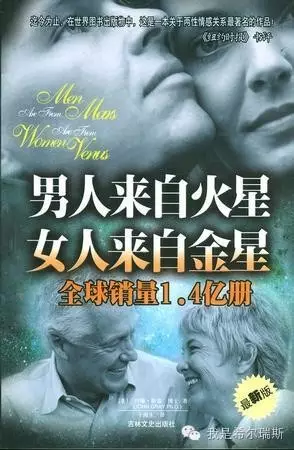 迄今为止，在世界图书出版物中，这是一本关于两性情感关系最著名的作品！
《纽约时报》书评
Men
Are From
Mars
Women
Are From
Venus
男人来自火星
女人来自金星
全球销量1.4亿册
最新版
（JOHN GRAY PH.D.）
吉林文史出版社
我是希尔瑞斯